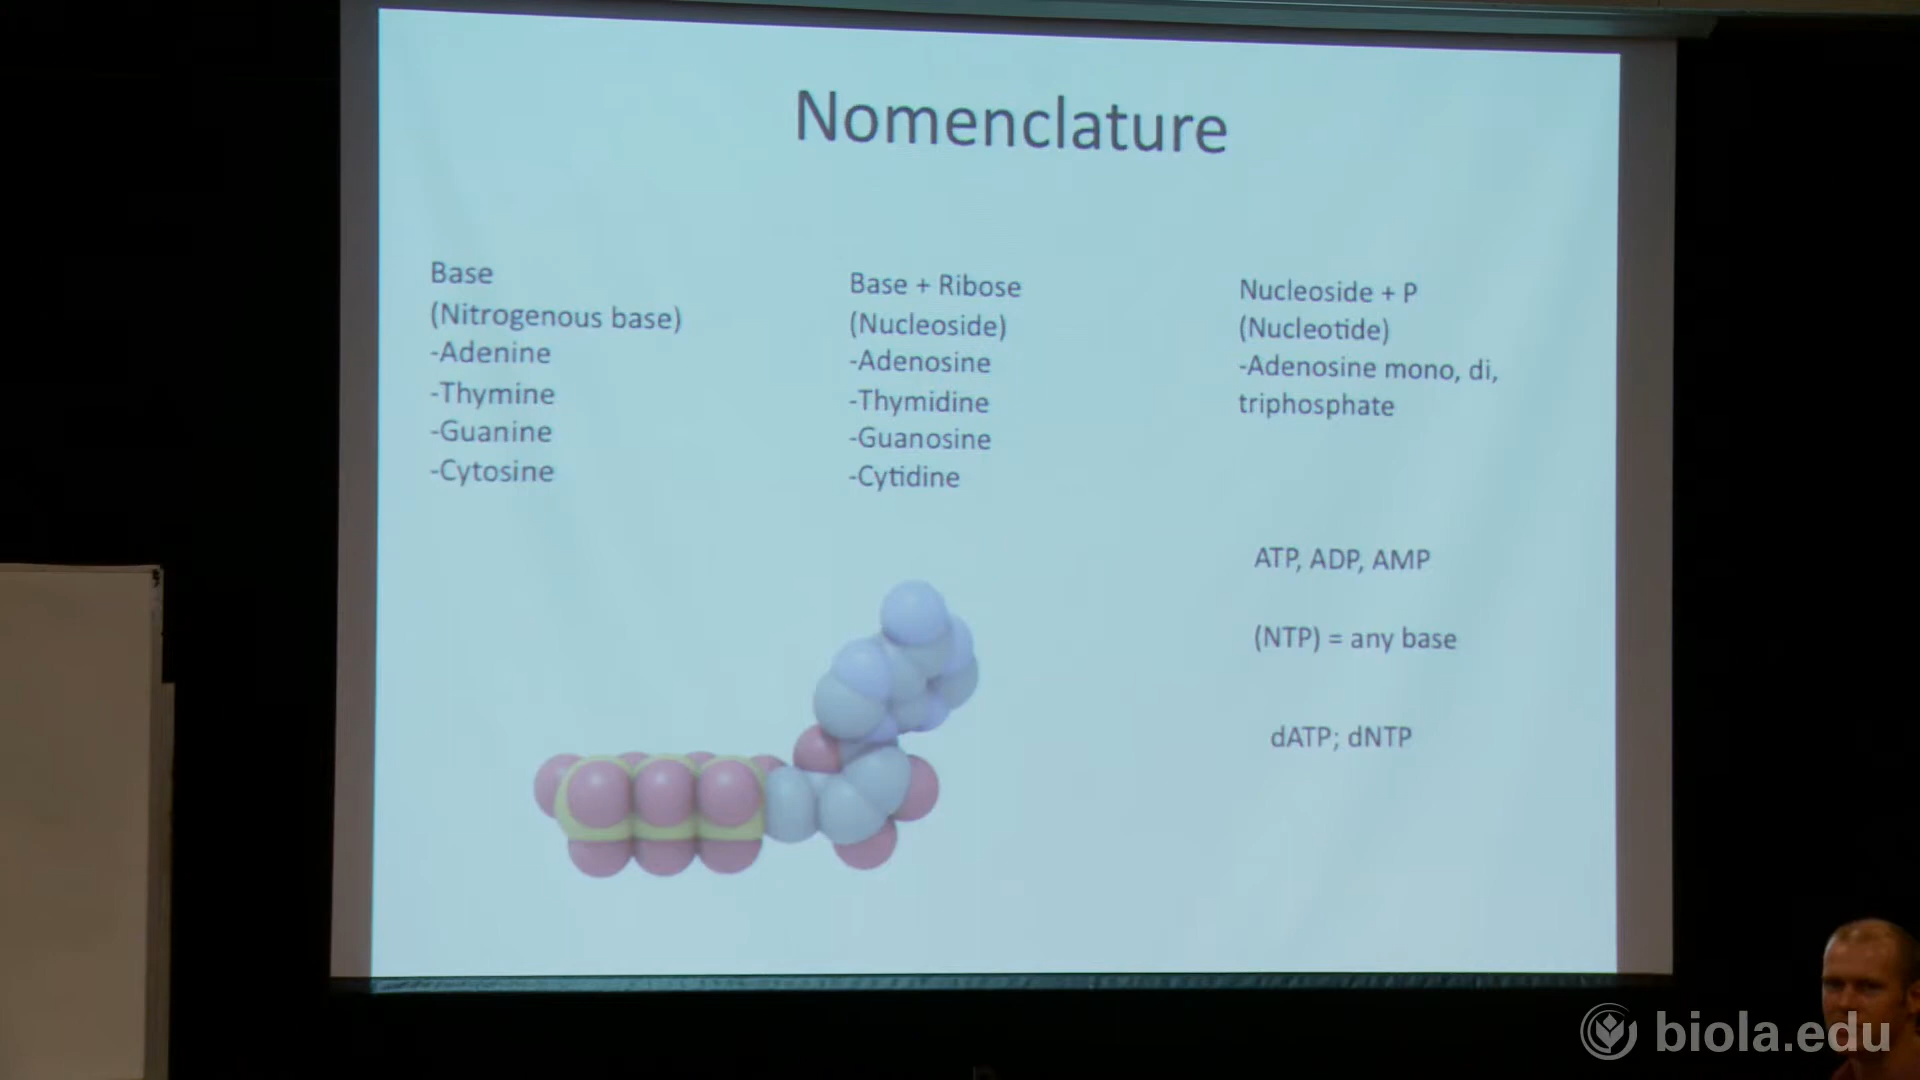 Nomenclature
Base
(Nitrogenous base)
-Adenine
-Thymine
-Guanine
-Cytosine
Base + Ribose
(Nucleoside)
-Adenosine
-Thymidine
-Guanosine
-Cytidine
Nucleoside + P
(Nucleotide)
-Adenosine mono, di,
triphosphate
ATP, ADP, AMP
(NTP) = any base
dATP; dNTP
biola.edu